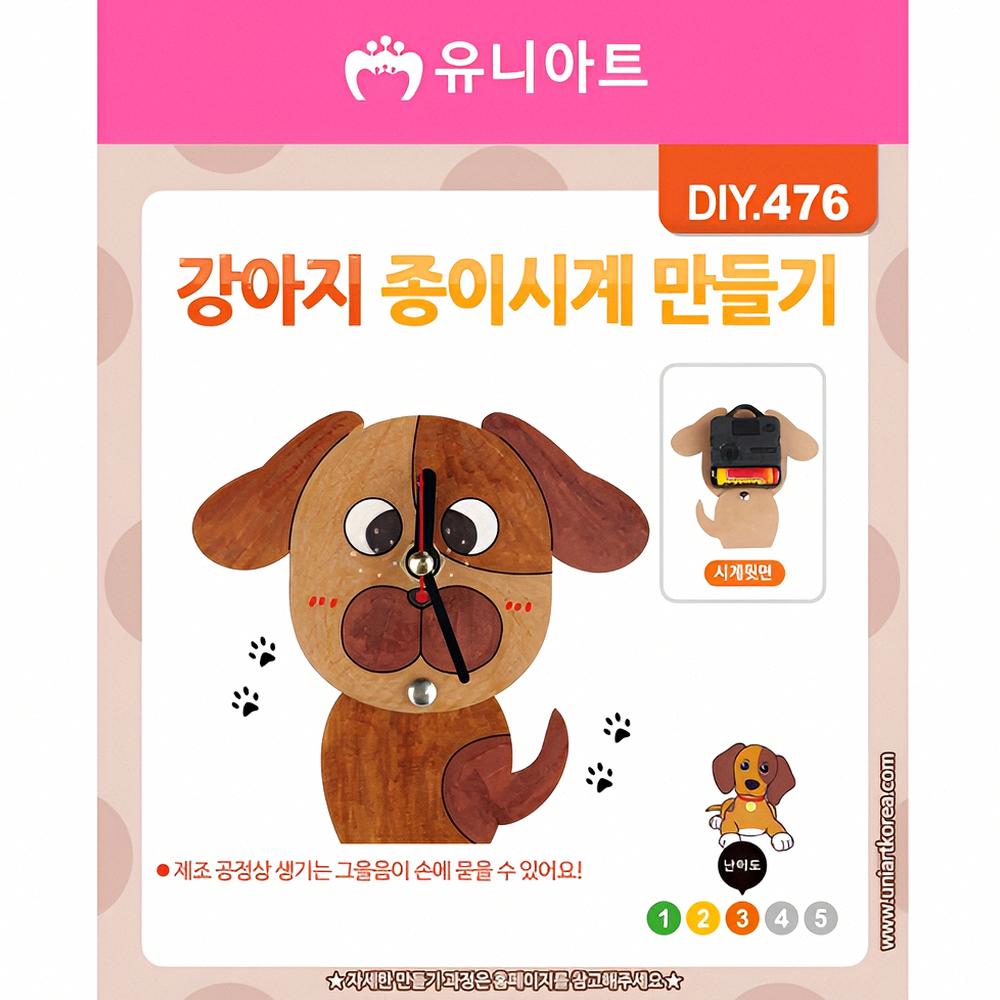 유니아트
DIY.476
강아지 종이시계 만들기
시계뒷면
● 제조 공정상 생기는 그을음이 손에 묻을 수 있어요!
난이도
1 2 3 4 5
www.uniartkorea.com
★자세한 만들기 과정은 홈페이지를 참고해주세요★